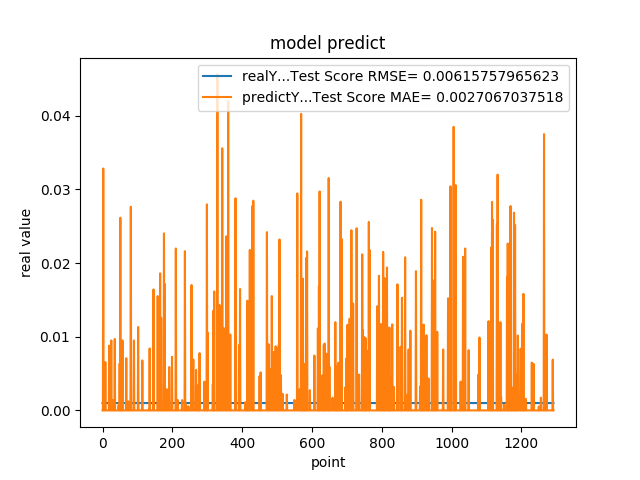 model predict
realY...Test Score RMSE= 0.00615757965623
predictY...Test Score MAE= 0.0027067037518
0.04
0.03
0.02
0.01
0.00
real value
0 200 400 600 800 1000 1200
point